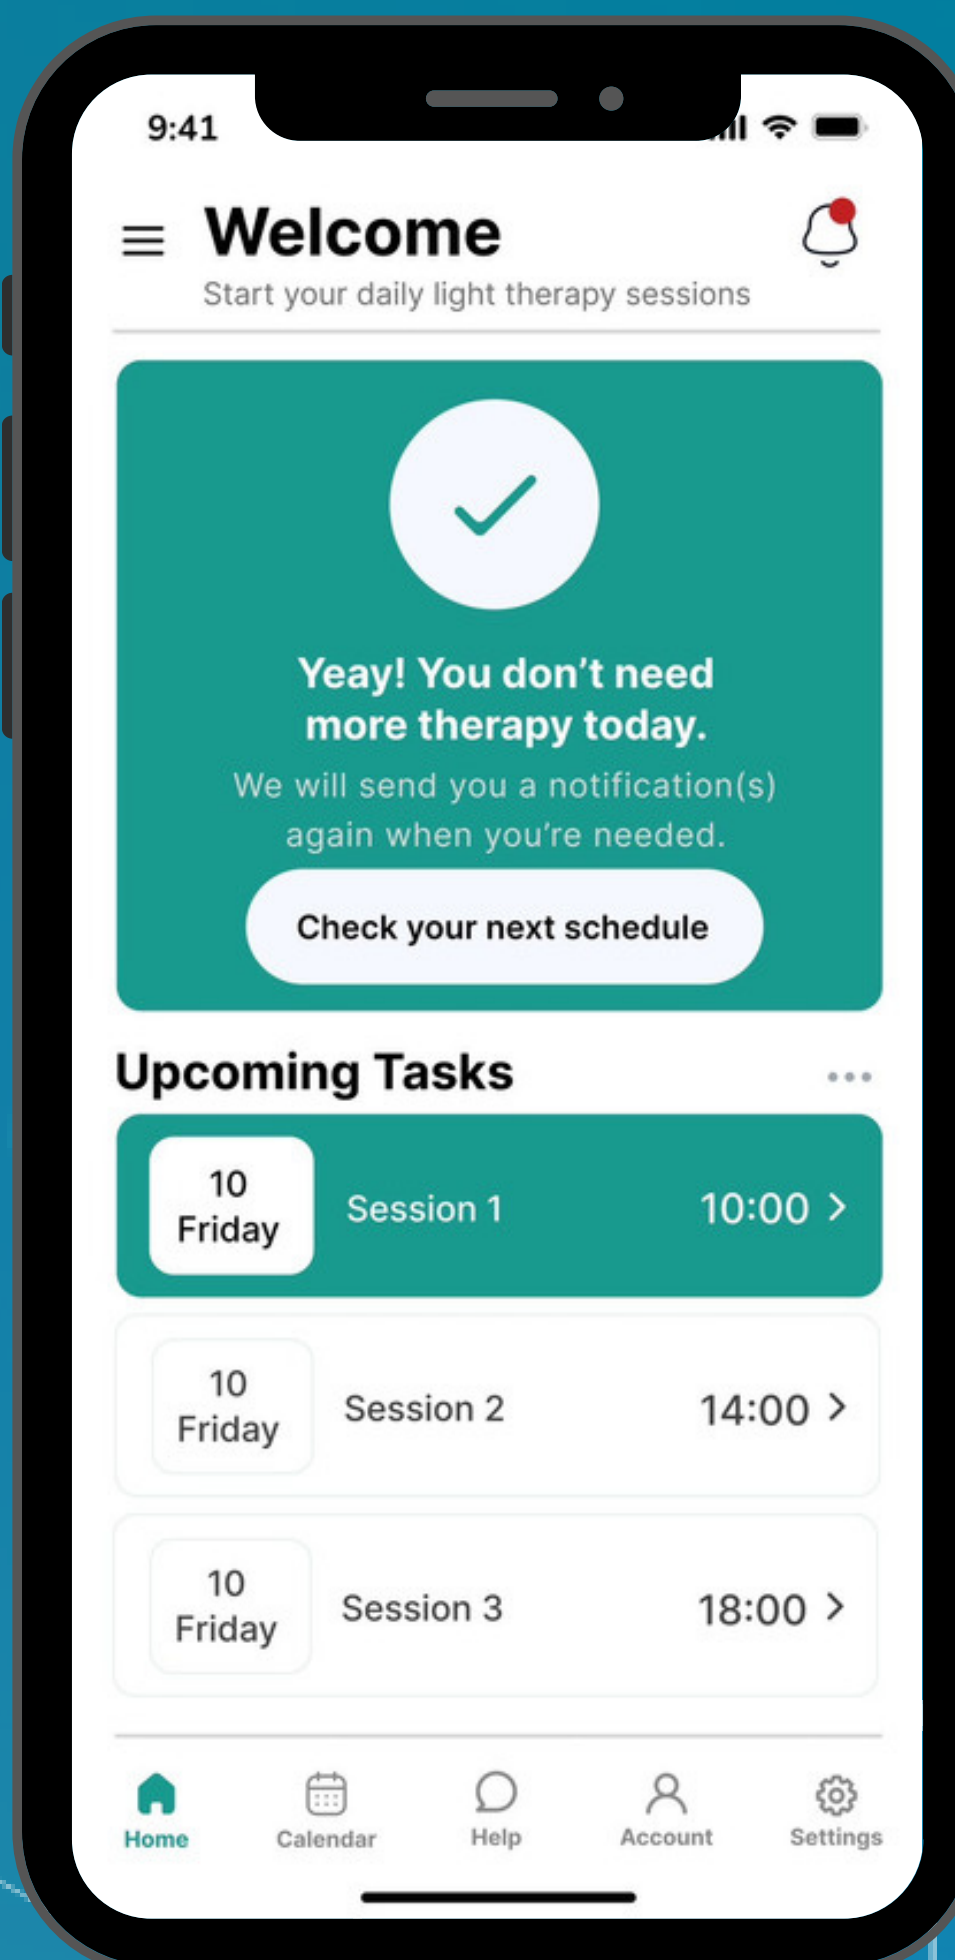 9:41
Welcome
Start your daily light therapy sessions
Yeay! You don’t need
more therapy today.
We will send you a notification(s)
again when you’re needed.
Check your next schedule
Upcoming Tasks
10
Friday
Session 1
10:00
10
Friday
Session 2
14:00
10
Friday
Session 3
18:00
Home
Calendar
Help
Account
Settings